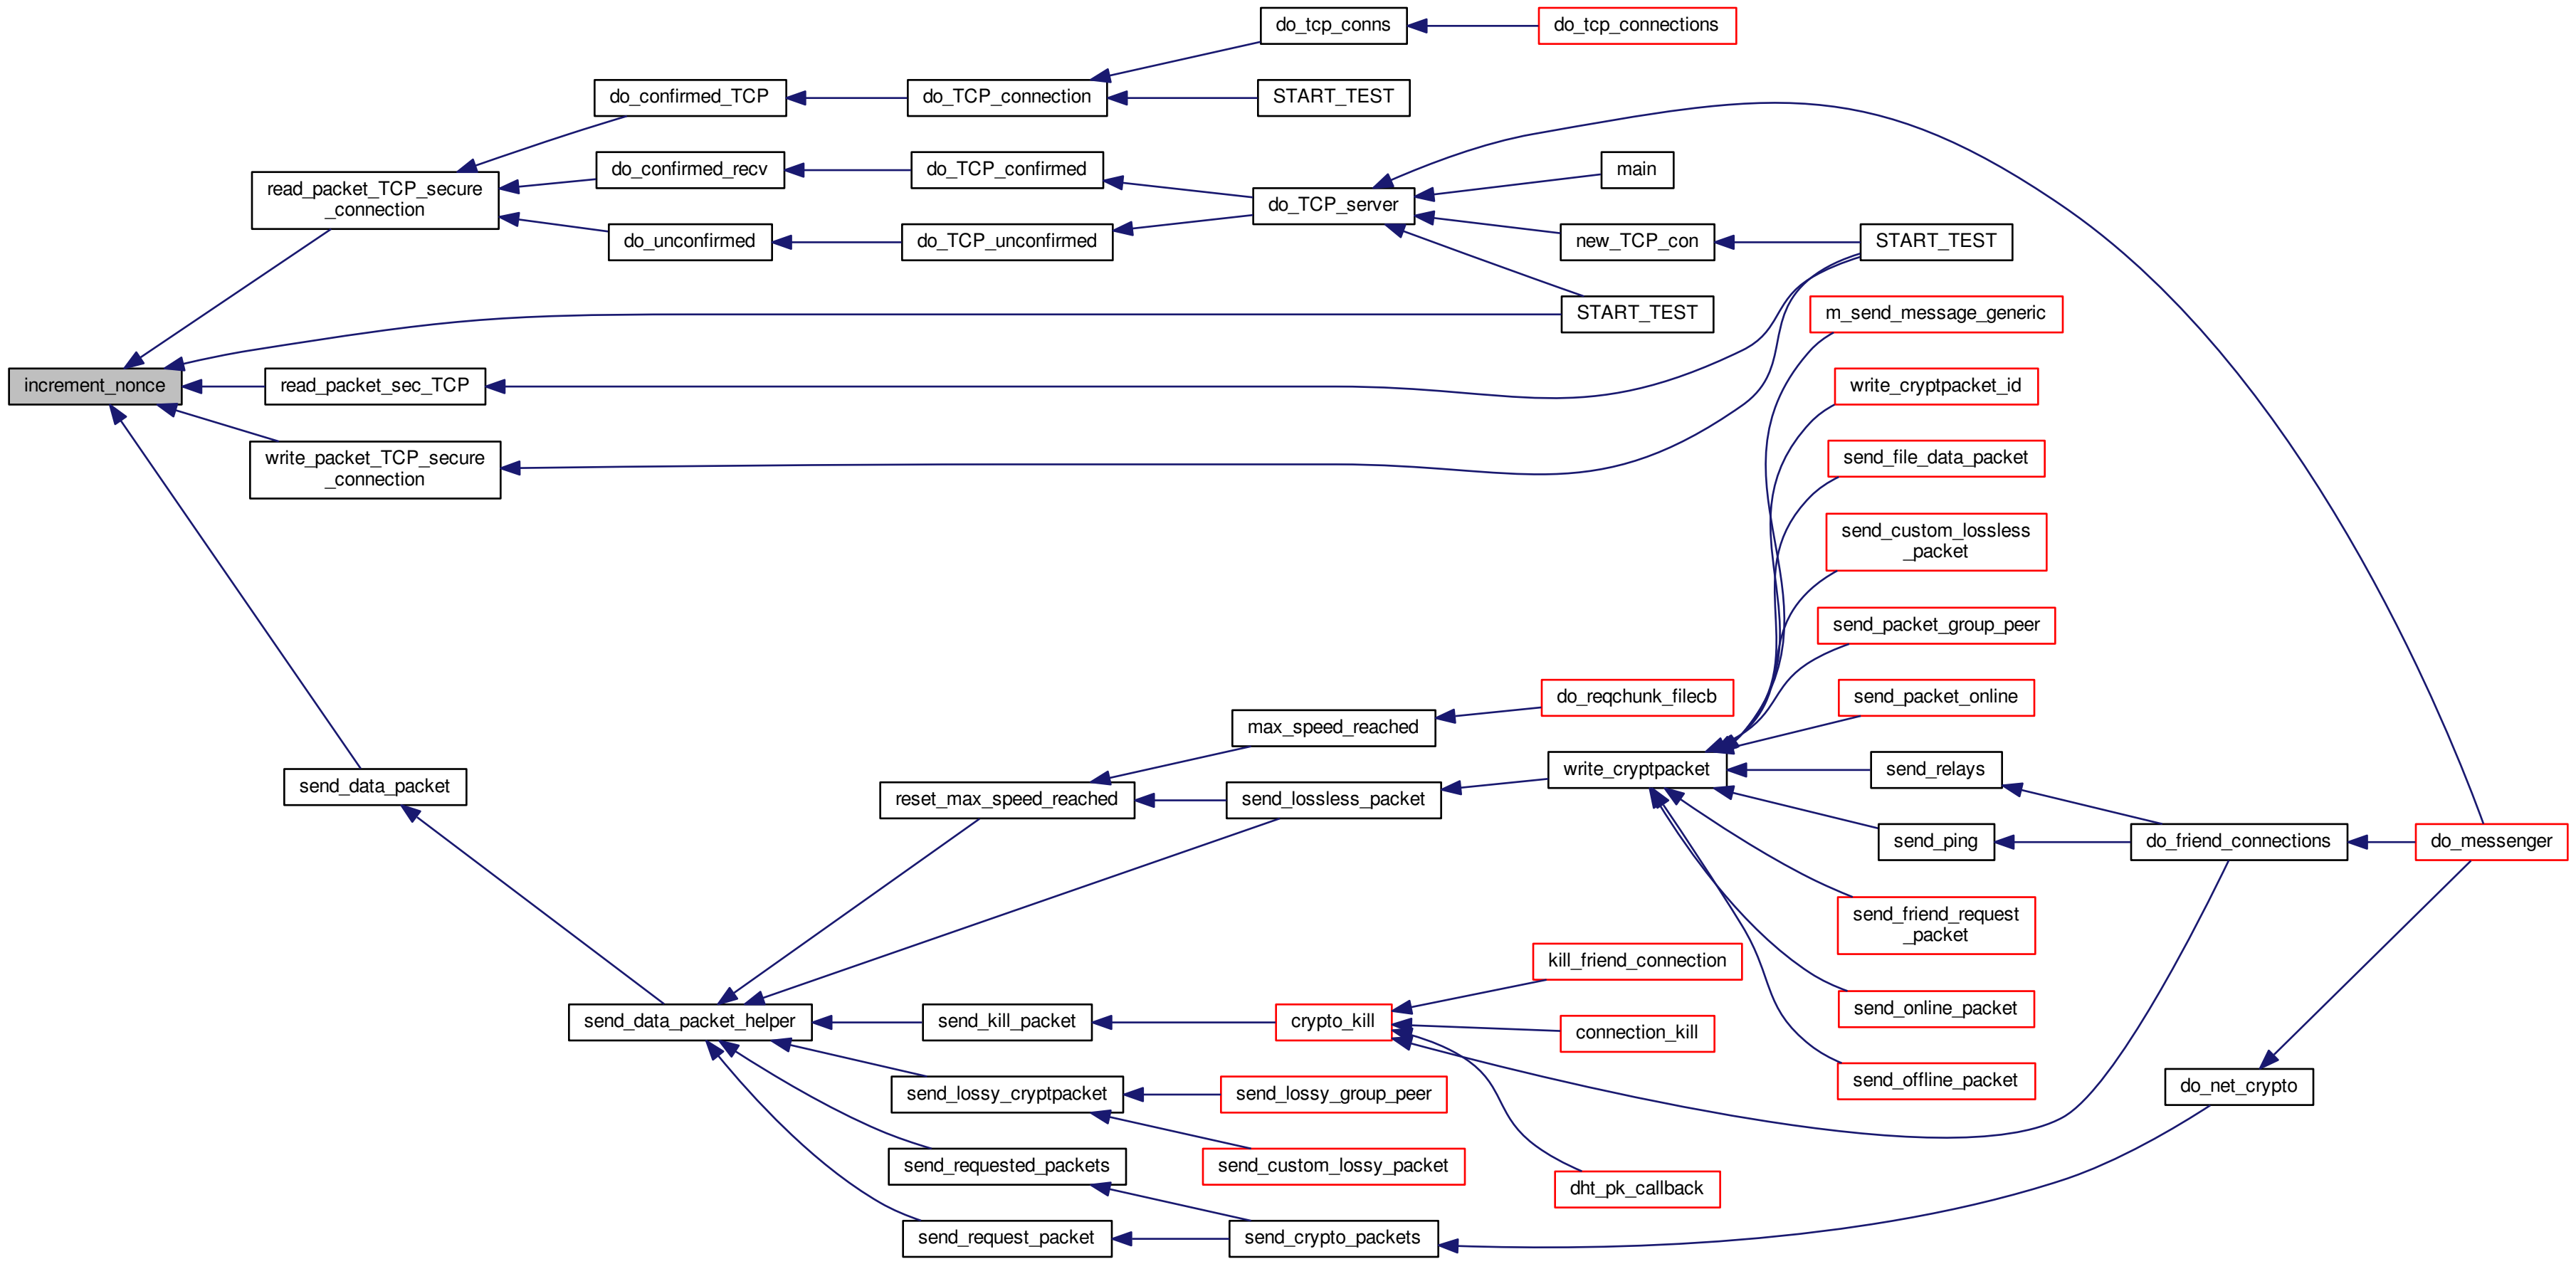 do_tcp_conns
do_tcp_connections
do_confirmed_TCP
do_TCP_connection
START_TEST
do_confirmed_recv
do_TCP_confirmed
main
read_packet_TCP_secure
_connection
do_TCP_server
do_unconfirmed
do_TCP_unconfirmed
new_TCP_con
START_TEST
START_TEST
m_send_message_generic
increment_nonce
read_packet_sec_TCP
write_cryptpacket_id
write_packet_TCP_secure
_connection
send_file_data_packet
send_custom_lossless
_packet
send_packet_group_peer
do_reqchunk_filecb
send_packet_online
max_speed_reached
write_cryptpacket
send_relays
send_data_packet
reset_max_speed_reached
send_lossless_packet
send_ping
do_friend_connections
do_messenger
send_friend_request
_packet
kill_friend_connection
send_online_packet
send_data_packet_helper
send_kill_packet
crypto_kill
connection_kill
send_offline_packet
do_net_crypto
send_lossy_cryptpacket
send_lossy_group_peer
send_requested_packets
send_custom_lossy_packet
dht_pk_callback
send_request_packet
send_crypto_packets